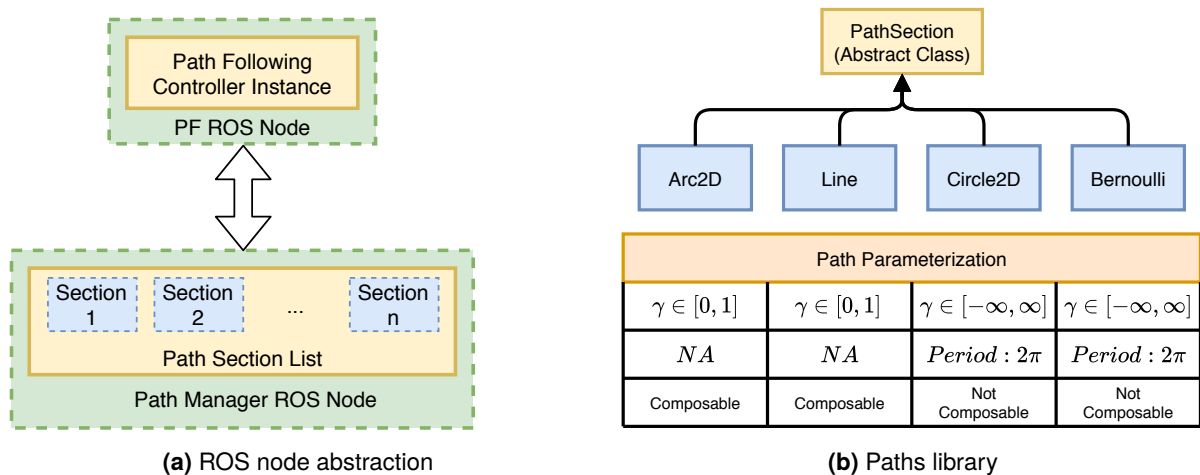 Path Following
Controller Instance
PF ROS Node
Section
1
Section
2
...
Section
n
Path Section List
Path Manager ROS Node
(a) ROS node abstraction
PathSection
(Abstract Class)
Arc2D
Line
Circle2D
Bernoulli
Path Parameterization
γ ∈ [0, 1]
γ ∈ [0, 1]
γ ∈ [−∞, ∞]
γ ∈ [−∞, ∞]
NA
NA
Period : 2π
Period : 2π
Composable
Composable
Not
Composable
Not
Composable
(b) Paths library